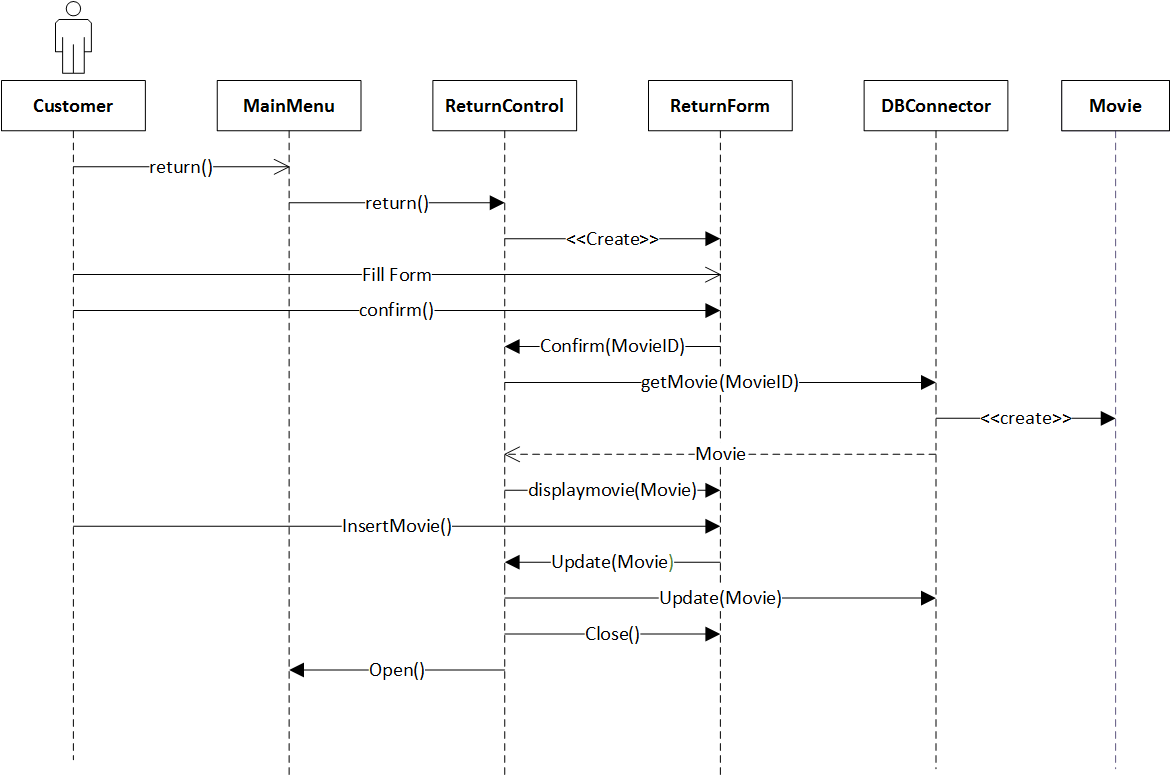 Customer
MainMenu
ReturnControl
ReturnForm
DBConnector
Movie
return()
return()
<<Create>>
Fill Form
confirm()
Confirm(MovieID)
getMovie(MovieID)
<<create>>
Movie
displaymovie(Movie)
InsertMovie()
Update(Movie)
Update(Movie)
Close()
Open()